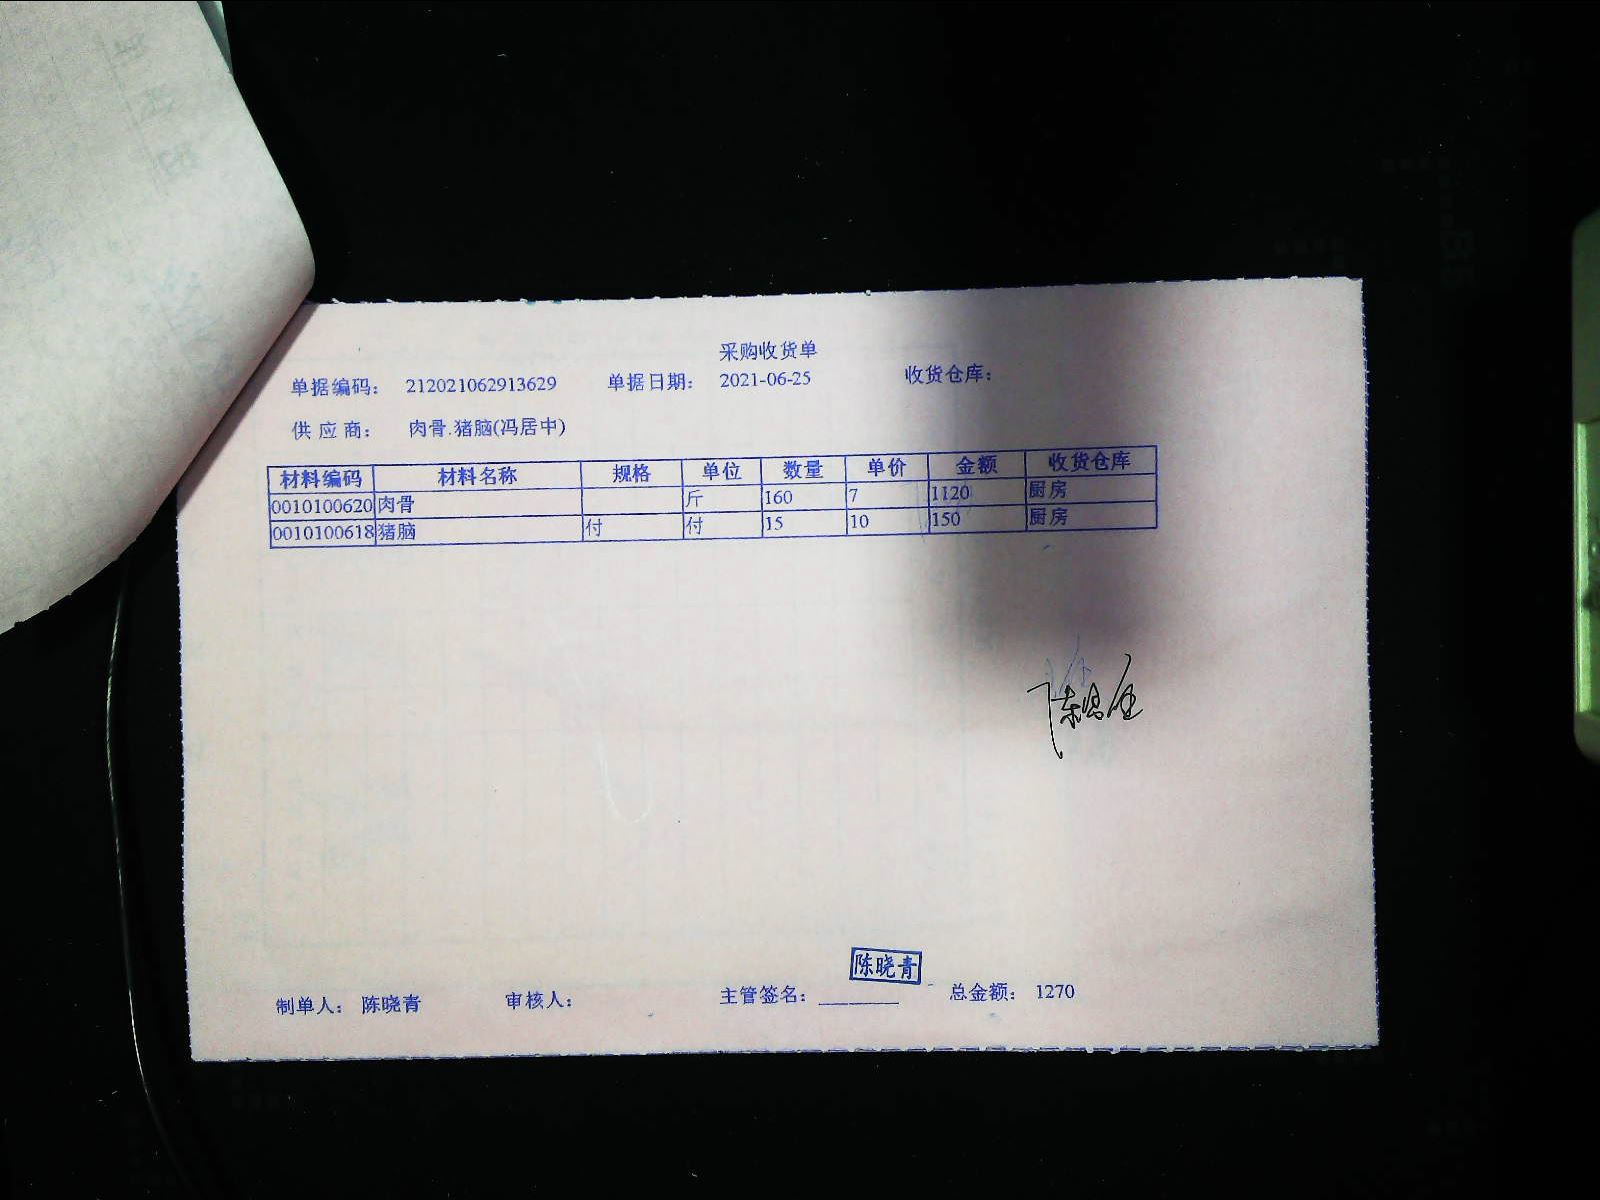 采购收货单
单据编码： 212021062913629 单据日期： 2021-06-25 收货仓库：
供应商： 肉骨.猪脑(冯居中)
材料编码 材料名称 规格 单位 数量 单价 金额 收货仓库
0010100620 肉骨 斤 160 7 1120 厨房
0010100618 猪脑 付 付 15 10 150 厨房
陈晓青
制单人： 陈晓青 审核人： 主管签名： 总金额： 1270